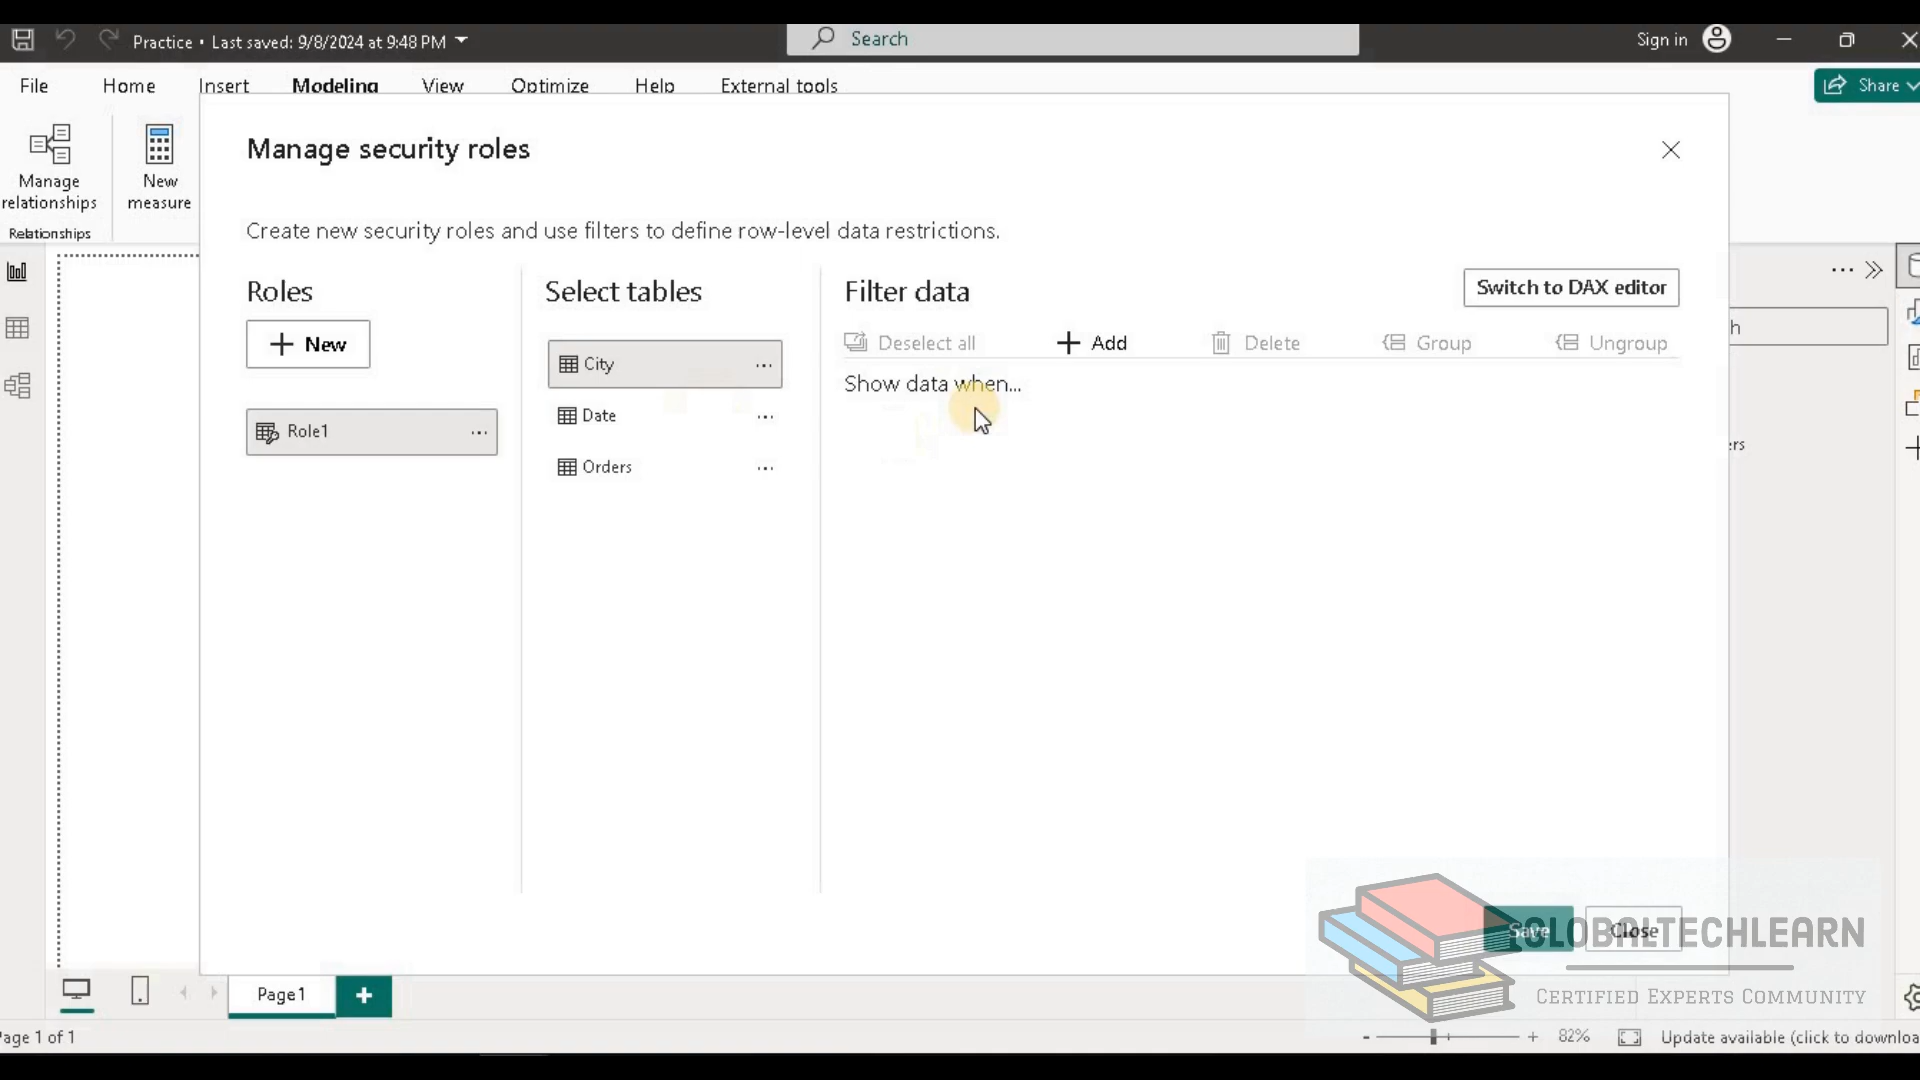 Practice • Last saved: 9/8/2024 at 9:48 PM
Search
Sign in
File Home Insert Modeling View Optimize Help External tools
Share
Manage relationships
New measure
Relationships
Manage security roles
Create new security roles and use filters to define row-level data restrictions.
Roles
Select tables
Filter data
Switch to DAX editor
New
Deselect all
Add
Delete
Group
Ungroup
City
Show data when...
Date
Role1
Orders
Save
Close
GLOBALTECHLEARN
Certified Experts Community
Page 1
Page 1 of 1
82%
Update available (click to downloa